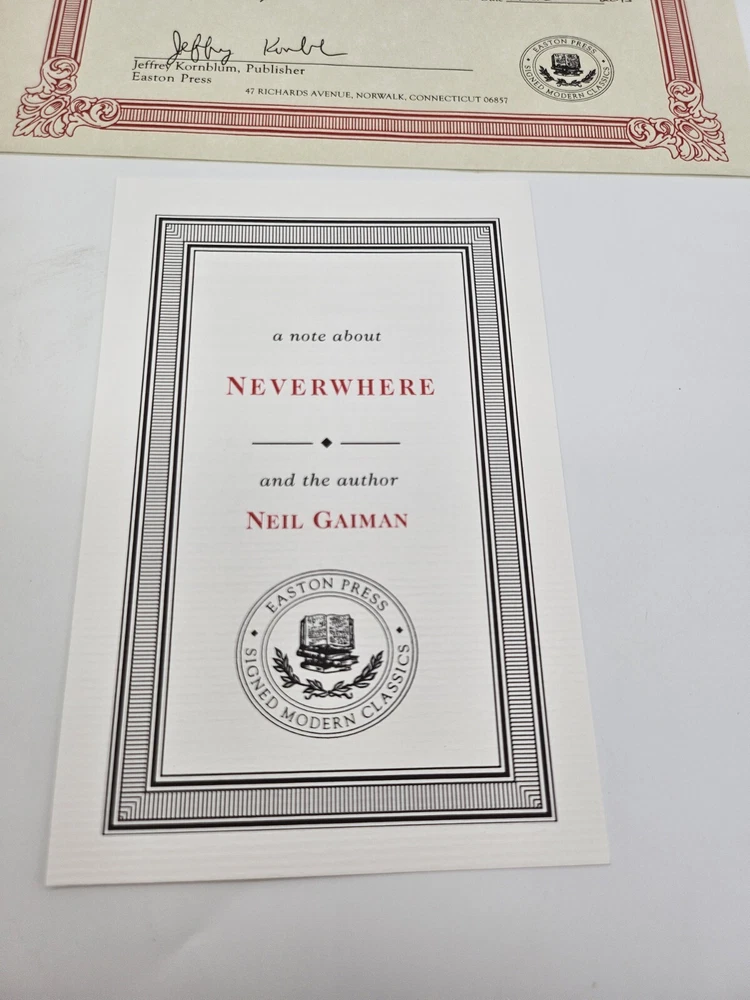 Jeffrey Kornblum, Publisher
Easton Press
47 RICHARDS AVENUE, NORWALK, CONNECTICUT 06857
EASTON PRESS
SIGNED MODERN CLASSICS
a note about
NEVERWHERE
and the author
NEIL GAIMAN
EASTON PRESS
SIGNED MODERN CLASSICS